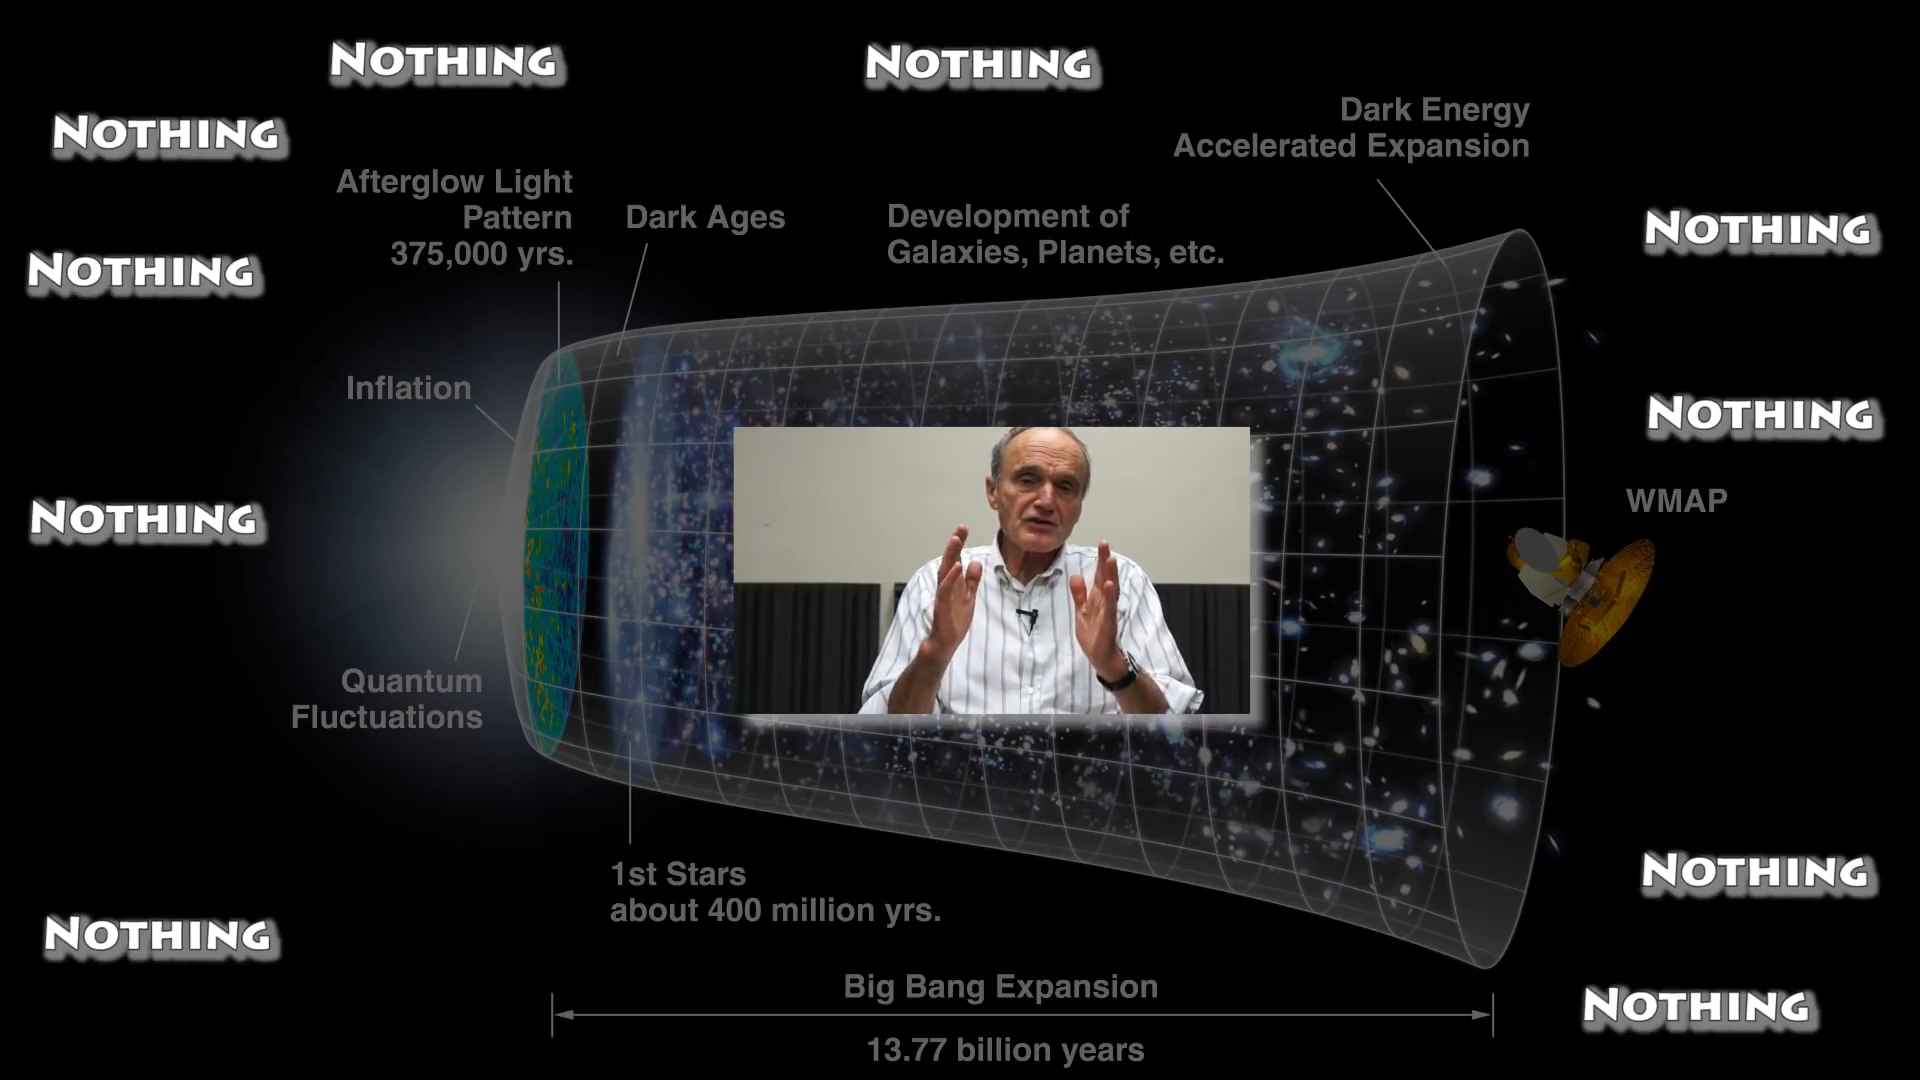 NOTHING
NOTHING
NOTHING
Dark Energy
Accelerated Expansion
Afterglow Light
Pattern
375,000 yrs.
Dark Ages
Development of
Galaxies, Planets, etc.
NOTHING
NOTHING
Inflation
NOTHING
WMAP
NOTHING
Quantum
Fluctuations
1st Stars
about 400 million yrs.
NOTHING
NOTHING
Big Bang Expansion
13.77 billion years
NOTHING